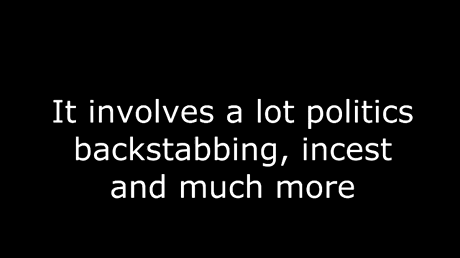 It involves a lot politics
backstabbing, incest
and much more